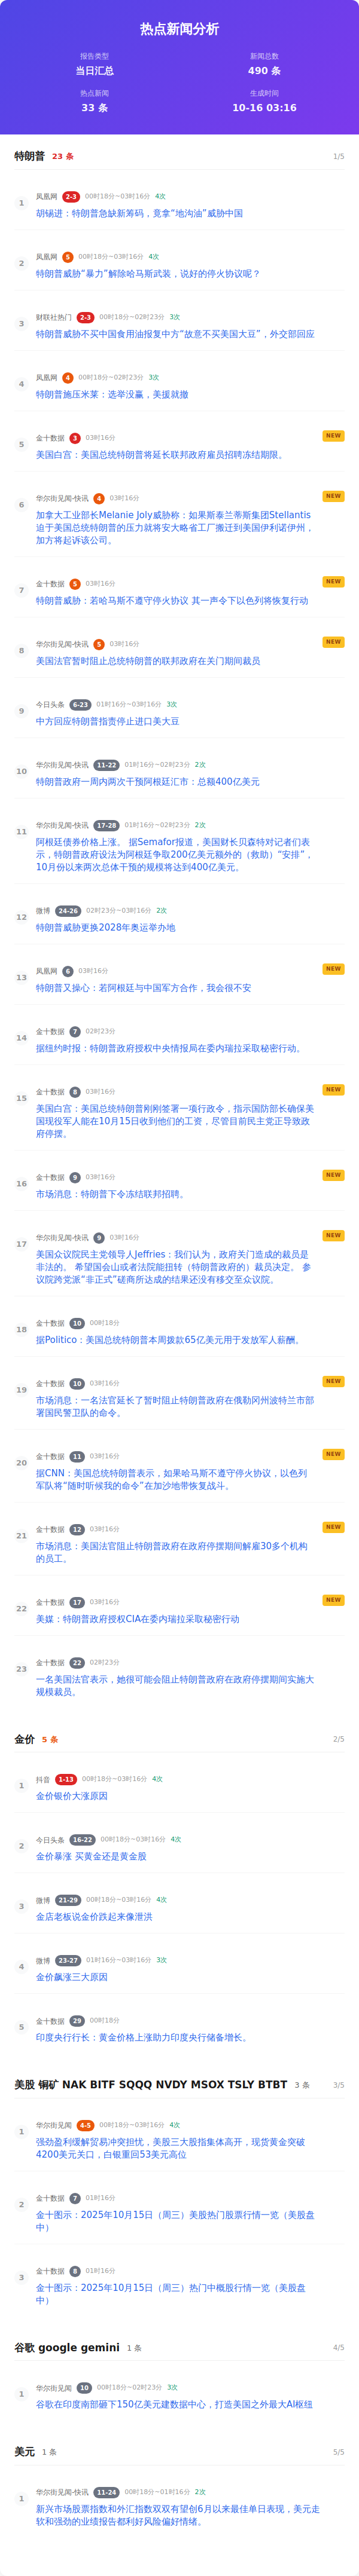 热点新闻分析
报告类型
当日汇总
新闻总数
490 条
热点新闻
33 条
生成时间
10-16 03:16
特朗普 23 条 1/5
1
凤凰网 2-3 00时18分~03时16分 4次
胡锡进：特朗普急缺新筹码，竟拿“地沟油”威胁中国
2
凤凰网 5 00时18分~03时16分 4次
特朗普威胁“暴力”解除哈马斯武装，说好的停火协议呢？
3
财联社热门 2-3 00时18分~02时23分 3次
特朗普威胁不买中国食用油报复中方“故意不买美国大豆”，外交部回应
4
凤凰网 4 00时18分~02时23分 3次
特朗普施压米莱：选举没赢，美援就撤
5
金十数据 3 03时16分 NEW
美国白宫：美国总统特朗普将延长联邦政府雇员招聘冻结期限。
6
华尔街见闻-快讯 4 03时16分 NEW
加拿大工业部长Melanie Joly威胁称：如果斯泰兰蒂斯集团Stellantis
迫于美国总统特朗普的压力就将安大略省工厂搬迁到美国伊利诺伊州，
加方将起诉该公司。
7
金十数据 5 03时16分 NEW
特朗普威胁：若哈马斯不遵守停火协议 其一声令下以色列将恢复行动
8
华尔街见闻-快讯 5 03时16分 NEW
美国法官暂时阻止总统特朗普的联邦政府在关门期间裁员
9
今日头条 6-23 01时16分~03时16分 3次
中方回应特朗普指责停止进口美大豆
10
华尔街见闻-快讯 11-22 01时16分~02时23分 2次
特朗普政府一周内两次干预阿根廷汇市：总额400亿美元
11
华尔街见闻-快讯 17-28 01时16分~02时23分 2次
阿根廷债券价格上涨。 据Semafor报道，美国财长贝森特对记者们表
示，特朗普政府设法为阿根廷争取200亿美元额外的（救助）“安排”，
10月份以来两次总体干预的规模将达到400亿美元。
12
微博 24-26 02时23分~03时16分 2次
特朗普威胁更换2028年奥运举办地
13
凤凰网 6 03时16分 NEW
特朗普又操心：若阿根廷与中国军方合作，我会很不安
14
金十数据 7 02时23分
据纽约时报：特朗普政府授权中央情报局在委内瑞拉采取秘密行动。
15
金十数据 8 03时16分 NEW
美国白宫：美国总统特朗普刚刚签署一项行政令，指示国防部长确保美
国现役军人能在10月15日收到他们的工资，尽管目前民主党正导致政
府停摆。
16
金十数据 9 03时16分 NEW
市场消息：特朗普下令冻结联邦招聘。
17
华尔街见闻-快讯 9 03时16分 NEW
美国众议院民主党领导人Jeffries：我们认为，政府关门造成的裁员是
非法的。 希望国会山或者法院能扭转（特朗普政府的）裁员决定。 参
议院跨党派“非正式”磋商所达成的结果还没有移交至众议院。
18
金十数据 10 00时18分
据Politico：美国总统特朗普本周拨款65亿美元用于发放军人薪酬。
19
金十数据 10 03时16分 NEW
市场消息：一名法官延长了暂时阻止特朗普政府在俄勒冈州波特兰市部
署国民警卫队的命令。
20
金十数据 11 03时16分 NEW
据CNN：美国总统特朗普表示，如果哈马斯不遵守停火协议，以色列
军队将“随时听候我的命令”在加沙地带恢复战斗。
21
金十数据 12 03时16分 NEW
市场消息：美国法官阻止特朗普政府在政府停摆期间解雇30多个机构
的员工。
22
金十数据 17 03时16分 NEW
美媒：特朗普政府授权CIA在委内瑞拉采取秘密行动
23
金十数据 22 02时23分
一名美国法官表示，她很可能会阻止特朗普政府在政府停摆期间实施大
规模裁员。
金价 5 条 2/5
1
抖音 1-13 00时18分~03时16分 4次
金价银价大涨原因
2
今日头条 16-22 00时18分~03时16分 4次
金价暴涨 买黄金还是黄金股
3
微博 21-29 00时18分~03时16分 4次
金店老板说金价跌起来像泄洪
4
微博 23-27 01时16分~03时16分 3次
金价飙涨三大原因
5
金十数据 29 00时18分
印度央行行长：黄金价格上涨助力印度央行储备增长。
美股 铜矿 NAK BITF SQQQ NVDY MSOX TSLY BTBT 3 条 3/5
1
华尔街见闻 4-5 00时18分~03时16分 4次
强劲盈利缓解贸易冲突担忧，美股三大股指集体高开，现货黄金突破
4200美元关口，白银重回53美元高位
2
金十数据 7 01时16分
金十图示：2025年10月15日（周三）美股热门股票行情一览（美股盘
中）
3
金十数据 8 01时16分
金十图示：2025年10月15日（周三）热门中概股行情一览（美股盘
中）
谷歌 google gemini 1 条 4/5
1
华尔街见闻 10 00时18分~02时23分 3次
谷歌在印度南部砸下150亿美元建数据中心，打造美国之外最大AI枢纽
美元 1 条 5/5
1
华尔街见闻-快讯 11-24 00时18分~01时16分 2次
新兴市场股票指数和外汇指数双双有望创6月以来最佳单日表现，美元走
软和强劲的业绩报告都利好风险偏好情绪。